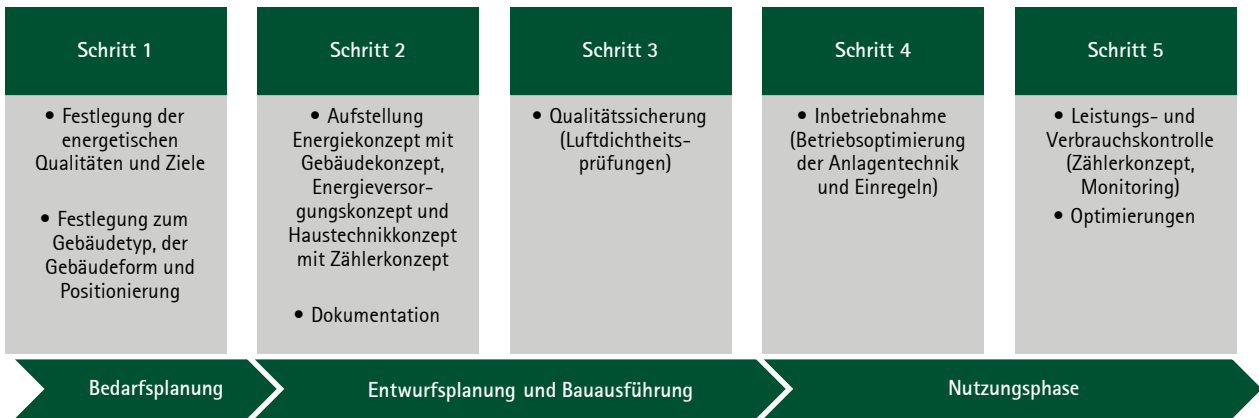 Schritt 1
• Festlegung der
energetischen
Qualitäten und Ziele
• Festlegung zum
Gebäudetyp, der
Gebäudeform und
Positionierung
Schritt 2
• Aufstellung
Energiekonzept mit
Gebäudekonzept,
Energieversor-
gungskonzept und
Haustechnikkonzept
mit Zählerkonzept
• Dokumentation
Schritt 3
• Qualitätssicherung
(Luftdichtheits-
prüfungen)
Schritt 4
• Inbetriebnahme
(Betriebsoptimierung
der Anlagentechnik
und Einregeln)
Schritt 5
• Leistungs- und
Verbrauchskontrolle
(Zählerkonzept,
Monitoring)
• Optimierungen
Bedarfsplanung
Entwurfsplanung und Bauausführung
Nutzungsphase